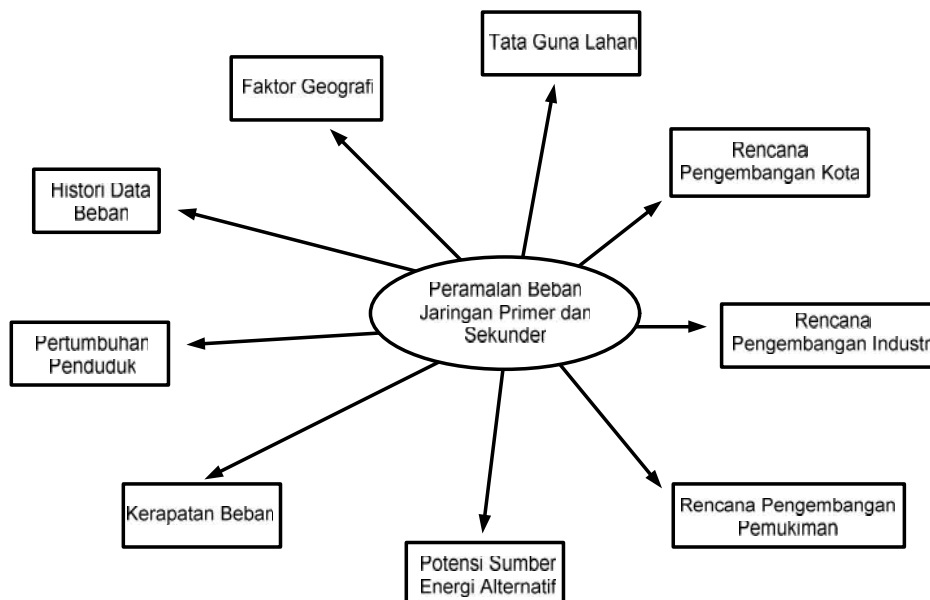 Tata Guna Lahan
Faktor Geografi
Rencana
Pengembangan Kota
Histori Data
Beban
Peramalan Beban
Jaringan Primer dan
Sekunder
Rencana
Pengembangan Industr
Pertumbuhan
Penduduk
Kerapatan Beban
Rencana Pengembangan
Pemukiman
Potensi Sumber
Energi Alternatif